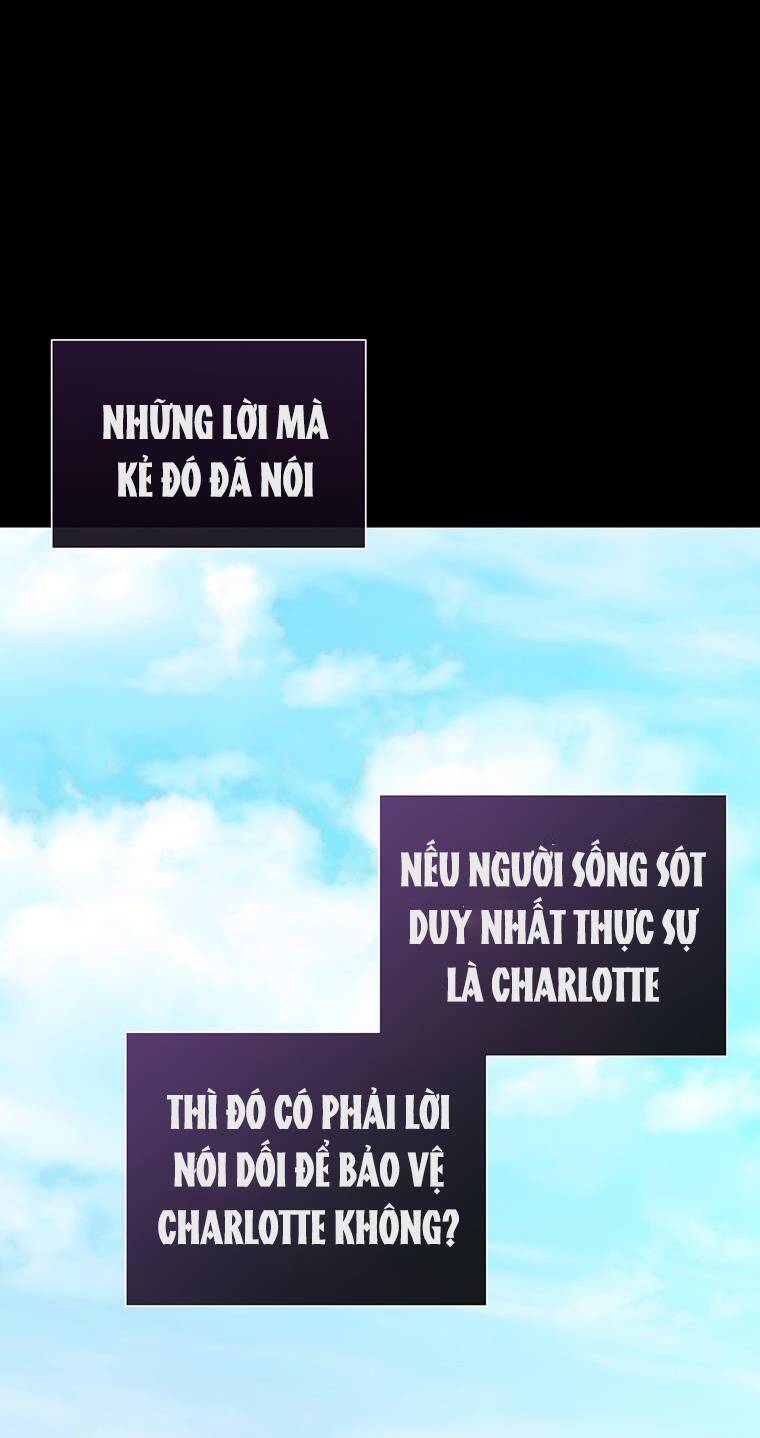 NHỮNG LỜI MÀ
KẺ ĐÓ ĐÃ NÓI
NẾU NGƯỜI SỐNG SÓT
DUY NHẤT THỰC SỰ
LÀ CHARLOTTE
THÌ ĐÓ CÓ PHẢI LỜI
NÓI DỐI ĐỂ BẢO VỆ
CHARLOTTE KHÔNG?